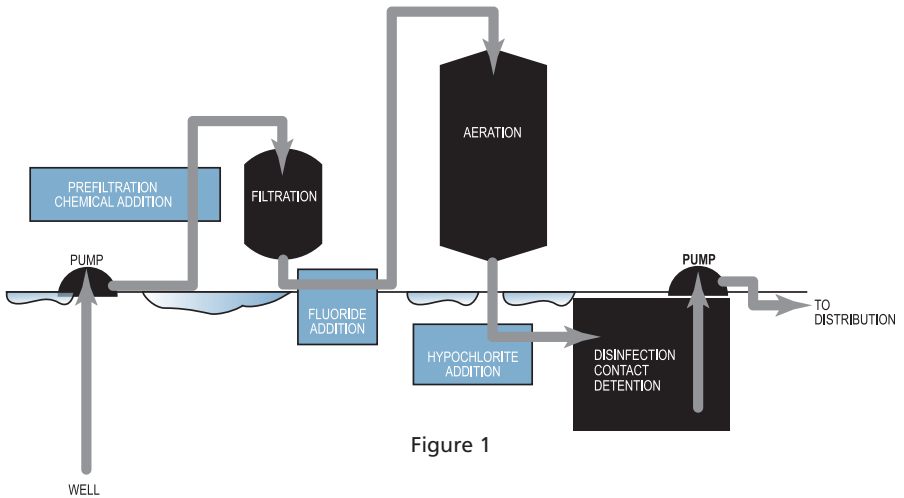 AERATION
PREFILTRATION
CHEMICAL ADDITION
FILTRATION
PUMP
PUMP
TO
DISTRIBUTION
FLUORIDE
ADDITION
HYPOCHLORITE
ADDITION
DISINFECTION
CONTACT
DETENTION
Figure 1
WELL